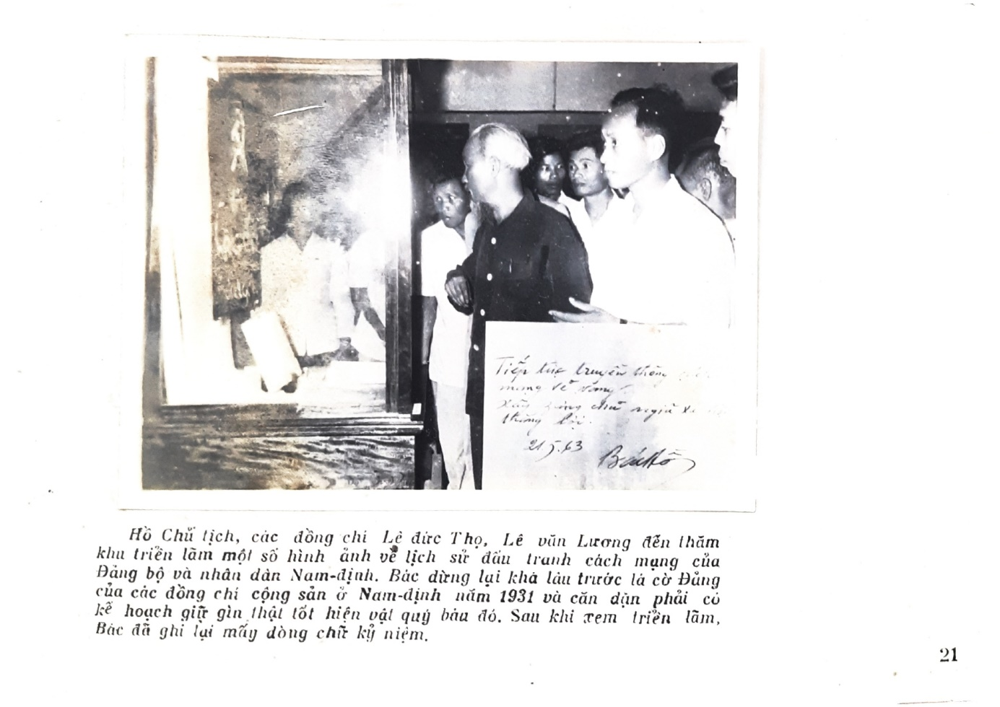 Tiếp tục truyền thống
mạng vẻ vang.
Xây chủ nghĩa xã
thắng lợi.
21.5.63
Bác Hồ
Hồ Chủ tịch, các đồng chí Lê đức Thọ, Lê văn Lương đến thăm
khu triển lãm một số hình ảnh về lịch sử đấu tranh cách mạng của
Đảng bộ và nhân dân Nam-định. Bác dừng lại khá lâu trước lá cờ Đảng
của các đồng chí cộng sản ở Nam-định năm 1931 và căn dặn phải có
kế hoạch giữ gìn thật tốt hiện vật quý báu đó. Sau khi xem triển lãm,
Bác đã ghi lại mấy dòng chữ kỷ niệm.
21